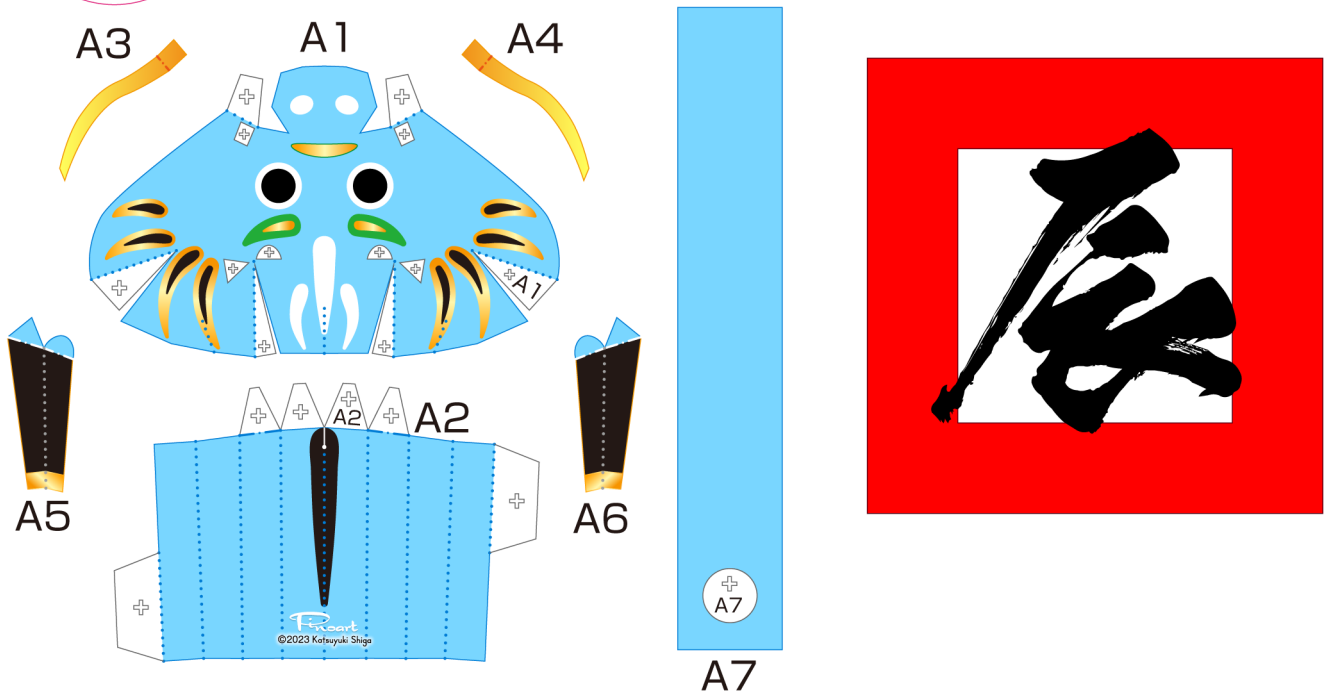 A3
A1
A4
A1
A2
A2
A5
A6
Pinoart
©2023 Katsuyuki Shiga
A7
A7
辰